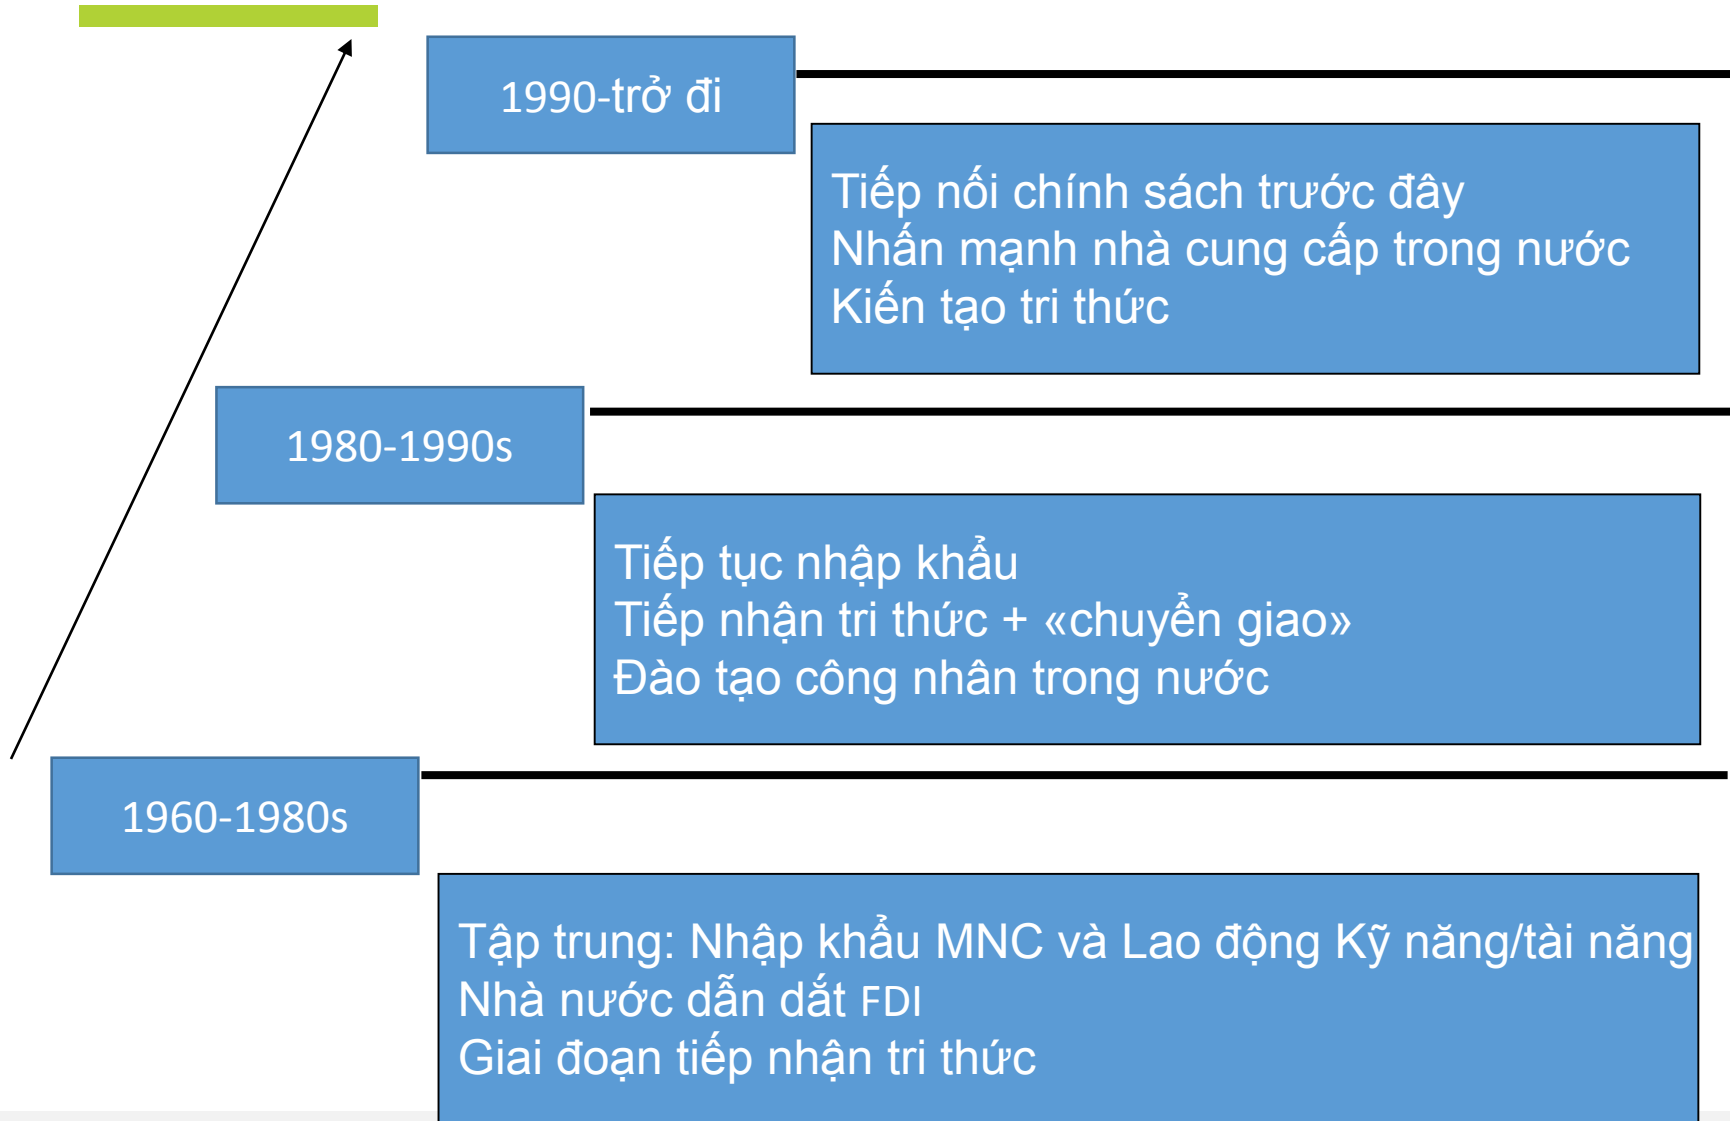 1990-trở đi
Tiếp nối chính sách trước đây
Nhấn mạnh nhà cung cấp trong nước
Kiến tạo tri thức
1980-1990s
Tiếp tục nhập khẩu
Tiếp nhận tri thức + «chuyển giao»
Đào tạo công nhân trong nước
1960-1980s
Tập trung: Nhập khẩu MNC và Lao động Kỹ năng/tài năng
Nhà nước dẫn dắt FDI
Giai đoạn tiếp nhận tri thức